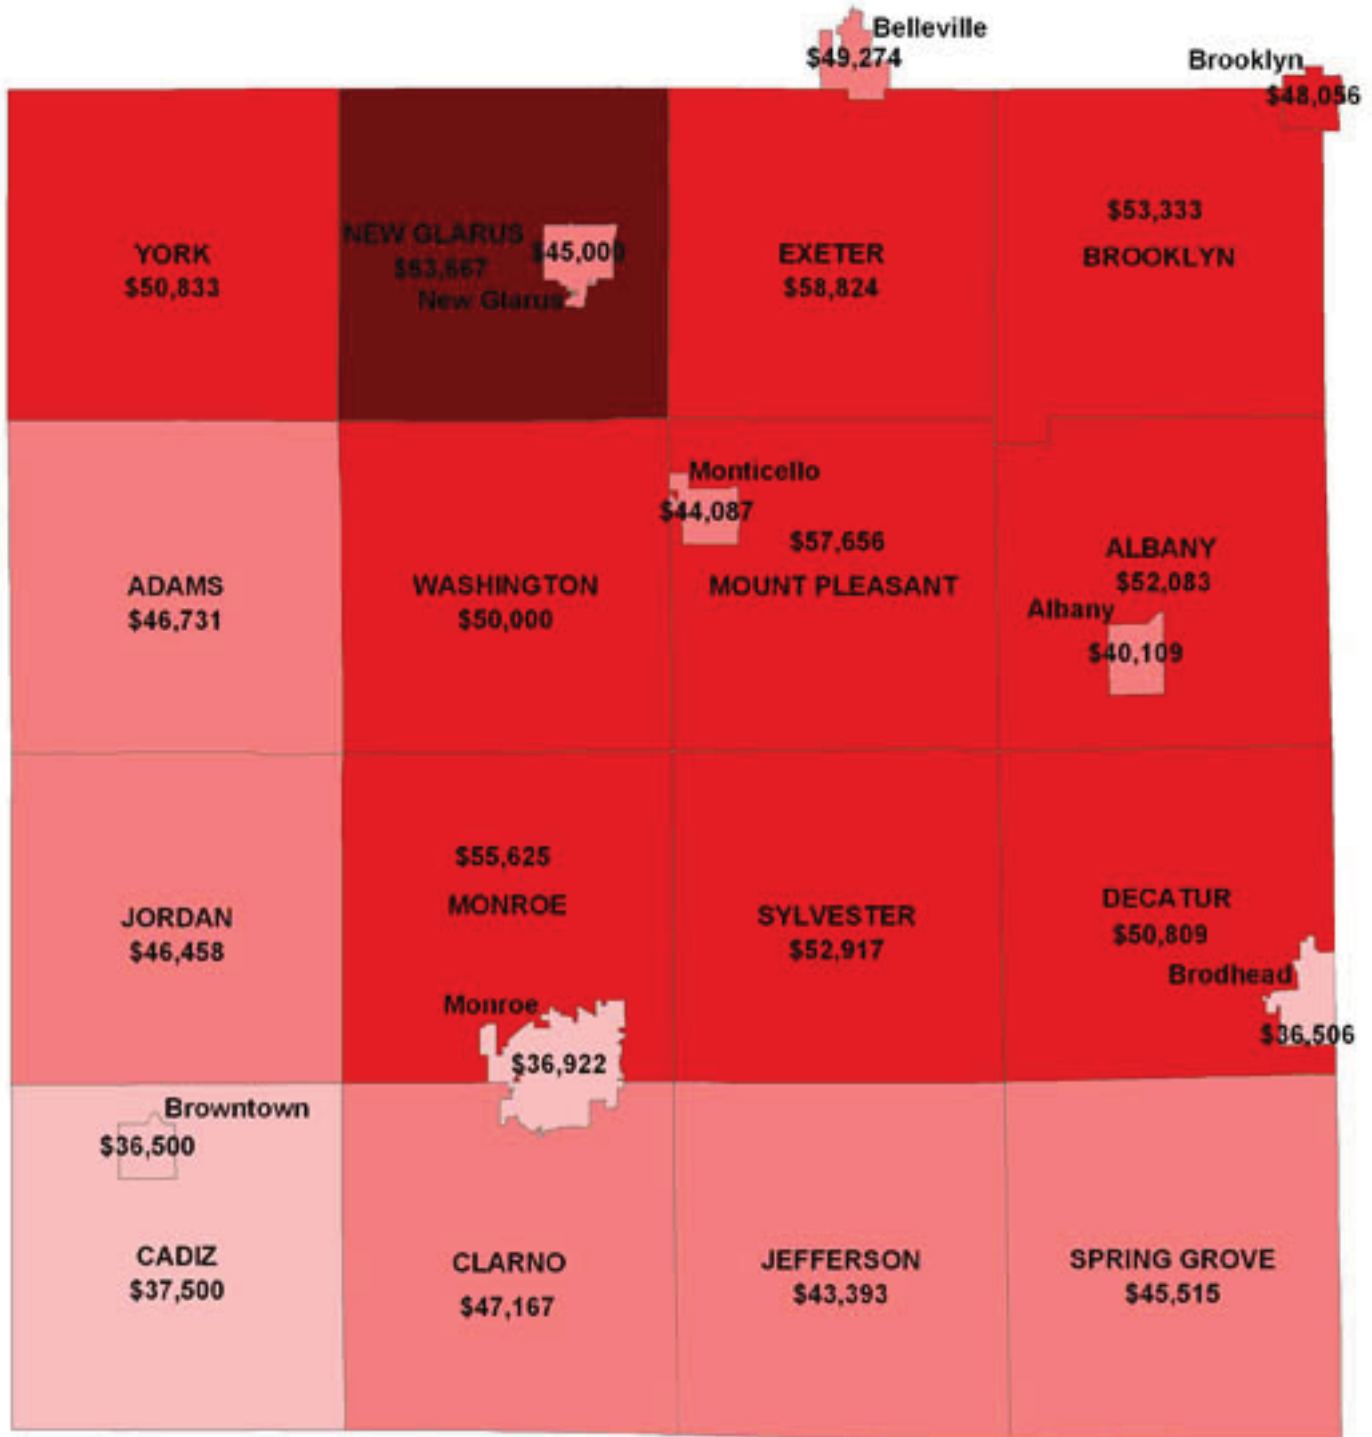 Belleville
$49,274
Brooklyn
$48,056
YORK
$50,833
NEW GLARUS
$63,667
New Glarus
$45,000
EXETER
$58,824
$53,333
BROOKLYN
ADAMS
$46,731
WASHINGTON
$50,000
Monticello
$44,087
$57,656
MOUNT PLEASANT
ALBANY
$52,083
Albany
$40,109
JORDAN
$46,458
$55,625
MONROE
Monroe
$36,922
SYLVESTER
$52,917
DECATUR
$50,809
Brodhead
$36,506
Browntown
$36,500
CADIZ
$37,500
CLARNO
$47,167
JEFFERSON
$43,393
SPRING GROVE
$45,515